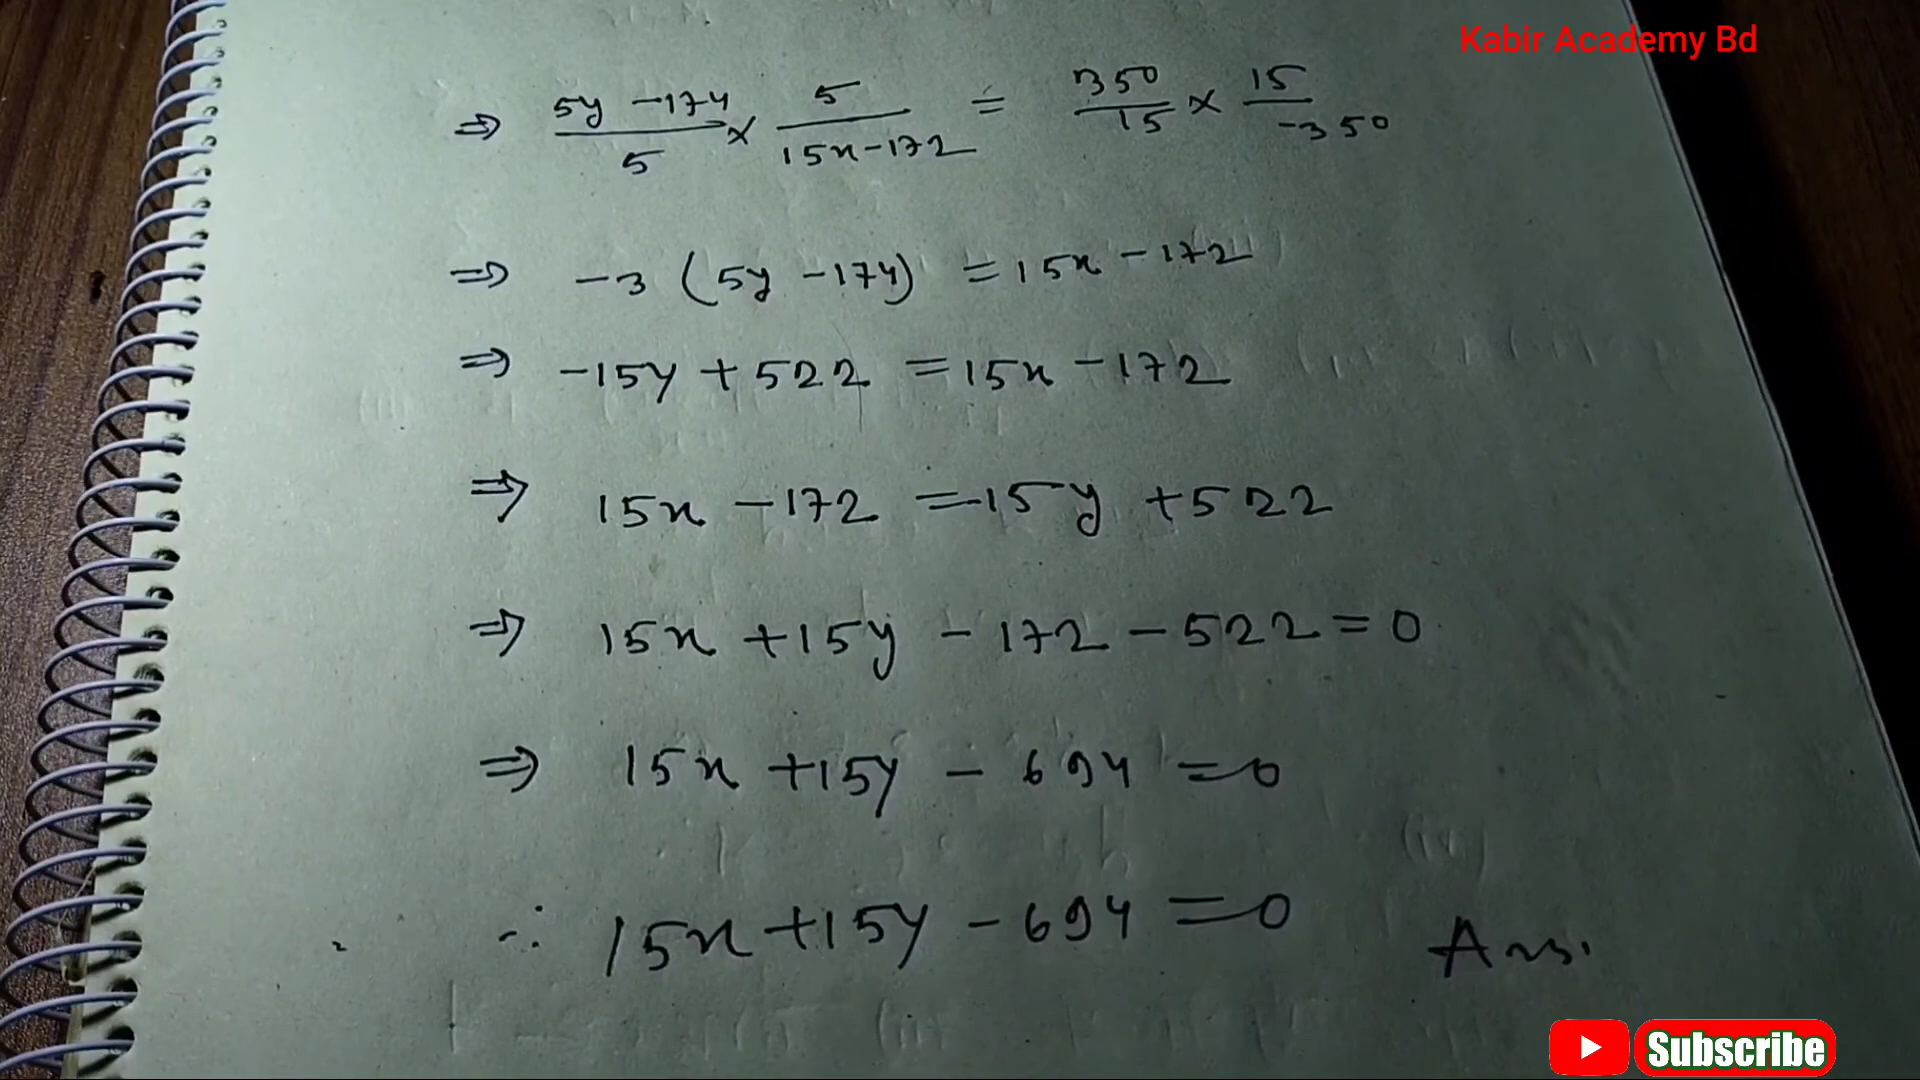 Kabir Academy Bd
⇒ (5y - 174)/5 × 5/(15x - 172) = 350/15 × 15/-350
⇒ -3 (5y - 174) = 15x - 172
⇒ -15y + 522 = 15x - 172
⇒ 15x - 172 = -15y + 522
⇒ 15x + 15y - 172 - 522 = 0
⇒ 15x + 15y - 694 = 0
∴ 15x + 15y - 694 = 0 Ans.
Subscribe